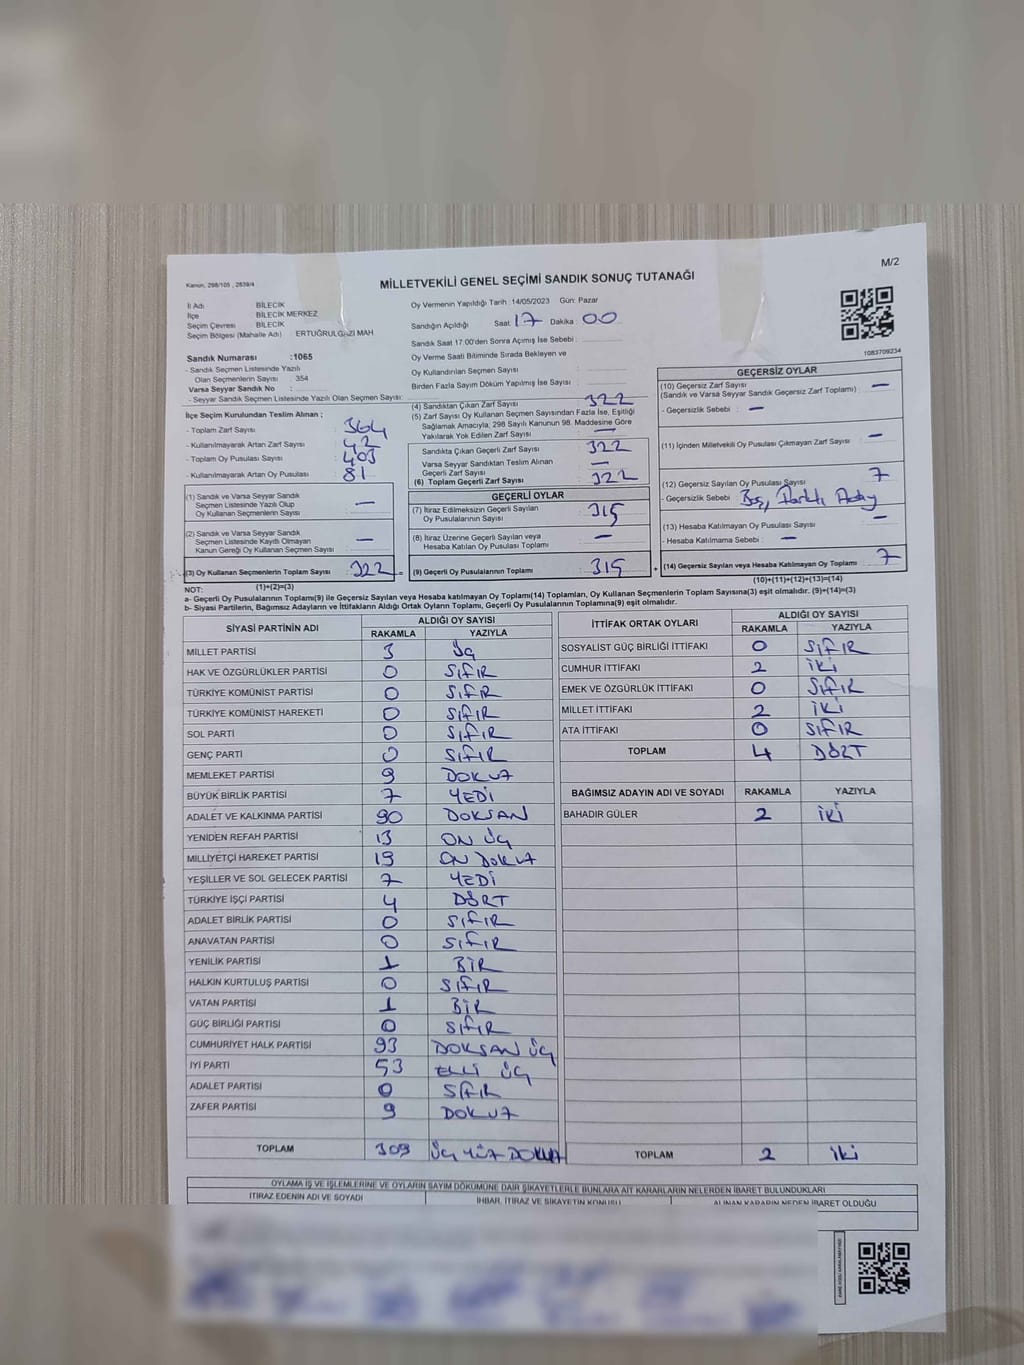 M/2
Kanun, 298/105 , 2839/4
MİLLETVEKİLİ GENEL SEÇİMİ SANDIK SONUÇ TUTANAĞI
İl Adı BİLECİK
İlçe BİLECİK MERKEZ
Seçim Çevresi BİLECİK
Seçim Bölgesi (Mahalle Adı) ERTUĞRULGAZİ MAH
Sandık Numarası :1065
- Sandık Seçmen Listesinde Yazılı
Olan Seçmenlerin Sayısı : 354
Varsa Seyyar Sandık No :
- Seyyar Sandık Seçmen Listesinde Yazılı Olan Seçmen Sayısı:
İlçe Seçim Kurulundan Teslim Alınan ;
- Toplam Zarf Sayısı : 364
- Kullanılmayarak Artan Zarf Sayısı : 42
- Toplam Oy Pusulası Sayısı : 403
- Kullanılmayarak Artan Oy Pusulası : 81
(1) Sandık ve Varsa Seyyar Sandık
Seçmen Listesinde Yazılı Olup
Oy Kullanan Seçmenlerin Sayısı : —
(2) Sandık ve Varsa Seyyar Sandık
Seçmen Listesinde Kayıtlı Olmayan
Kanun Gereği Oy Kullanan Seçmen Sayısı : —
(3) Oy Kullanan Seçmenlerin Toplam Sayısı : 322 =
(1)+(2)=(3)
Oy Vermenin Yapıldığı Tarih :14/05/2023 Gün: Pazar
Sandığın Açıldığı Saat 17 Dakika 00
Sandık Saat 17.00'den Sonra Açımış İse Sebebi :
Oy Verme Saati Bitiminde Sırada Bekleyen ve
Oy Kullandırılan Seçmen Sayısı :
Birden Fazla Sayım Döküm Yapılmış İse Sayısı :
(4) Sandıktan Çıkan Zarf Sayısı : 322
(5) Zarf Sayısı Oy Kullanan Seçmen Sayısından Fazla İse, Eşitliği
Sağlamak Amacıyla, 298 Sayılı Kanunun 98. Maddesine Göre
Yakılarak Yok Edilen Zarf Sayısı : —
Sandıkta Çıkan Geçerli Zarf Sayısı : 322
Varsa Seyyar Sandıktan Teslim Alınan
Geçerli Zarf Sayısı : —
(6) Toplam Geçerli Zarf Sayısı : 322
GEÇERLİ OYLAR
(7) İtiraz Edilmeksizin Geçerli Sayılan
Oy Pusulalarının Sayısı : 315
(8) İtiraz Üzerine Geçerli Sayılan veya
Hesaba Katılan Oy Pusulası Toplamı : —
(9) Geçerli Oy Pusulalarının Toplamı : 315 +
1083709234
GEÇERSİZ OYLAR
(10) Geçersiz Zarf Sayısı : —
(Sandık ve Varsa Seyyar Sandık Geçersiz Zarf Toplamı) :
- Geçersizlik Sebebi : —
(11) İçinden Milletvekili Oy Pusulası Çıkmayan Zarf Sayısı : —
(12) Geçersiz Sayılan Oy Pusulası Sayısı : 7
- Geçersizlik Sebebi : Boş,
(13) Hesaba Katılmayan Oy Pusulası Sayısı : —
- Hesaba Katılmama Sebebi : —
(14) Geçersiz Sayılan veya Hesaba Katılmayan Oy Toplamı : 7
(10)+(11)+(12)+(13)=(14)
NOT:
a- Geçerli Oy Pusulalarının Toplamı(9) ile Geçersiz Sayılan veya Hesaba katılmayan Oy Toplamı(14) Toplamları, Oy Kullanan Seçmenlerin Toplam Sayısına(3) eşit olmalıdır. (9)+(14)=(3)
b- Siyasi Partilerin, Bağımsız Adayların ve İttifakların Aldığı Ortak Oyların Toplamı, Geçerli Oy Pusulalarının Toplamına(9) eşit olmalıdır.
SİYASİ PARTİNİN ADI ALDIĞI OY SAYISI
RAKAMLA YAZIYLA
MİLLET PARTİSİ 3 ÜÇ
HAK VE ÖZGÜRLÜKLER PARTİSİ 0 SIFIR
TÜRKİYE KOMÜNİST PARTİSİ 0 SIFIR
TÜRKİYE KOMÜNİST HAREKETİ 0 SIFIR
SOL PARTİ 0 SIFIR
GENÇ PARTİ 0 SIFIR
MEMLEKET PARTİSİ 9 DOKUZ
BÜYÜK BİRLİK PARTİSİ 7 YEDİ
ADALET VE KALKINMA PARTİSİ 90 DOKSAN
YENİDEN REFAH PARTİSİ 13 ON ÜÇ
MİLLİYETÇİ HAREKET PARTİSİ 19 ON DOKUZ
YEŞİLLER VE SOL GELECEK PARTİSİ 7 YEDİ
TÜRKİYE İŞÇİ PARTİSİ 4 DÖRT
ADALET BİRLİK PARTİSİ 0 SIFIR
ANAVATAN PARTİSİ 0 SIFIR
YENİLİK PARTİSİ 1 BİR
HALKIN KURTULUŞ PARTİSİ 0 SIFIR
VATAN PARTİSİ 1 BİR
GÜÇ BİRLİĞİ PARTİSİ 0 SIFIR
CUMHURİYET HALK PARTİSİ 93 DOKSAN ÜÇ
İYİ PARTİ 53 ELLİ ÜÇ
ADALET PARTİSİ 0 SIFIR
ZAFER PARTİSİ 9 DOKUZ
TOPLAM 309 ÜÇ YÜZ DOKUZ
İTTİFAK ORTAK OYLARI ALDIĞI OY SAYISI
RAKAMLA YAZIYLA
SOSYALİST GÜÇ BİRLİĞİ İTTİFAKI 0 SIFIR
CUMHUR İTTİFAKI 2 İKİ
EMEK VE ÖZGÜRLÜK İTTİFAKI 0 SIFIR
MİLLET İTTİFAKI 2 İKİ
ATA İTTİFAKI 0 SIFIR
TOPLAM 4 DÖRT
BAĞIMSIZ ADAYIN ADI VE SOYADI RAKAMLA YAZIYLA
BAHADIR GÜLER 2 İKİ
TOPLAM 2 İKİ
OYLAMA İŞ VE İŞLEMLERİNE VE OYLARIN SAYIM DÖKÜMÜNE DAİR ŞİKAYETLERLE BUNLARA AİT KARARLARIN NELERDEN İBARET BULUNDUKLARI
İTİRAZ EDENİN ADI VE SOYADI İHBAR, İTİRAZ VE ŞİKAYETİN KONUSU ALINAN KARARIN NEDEN İBARET OLDUĞU